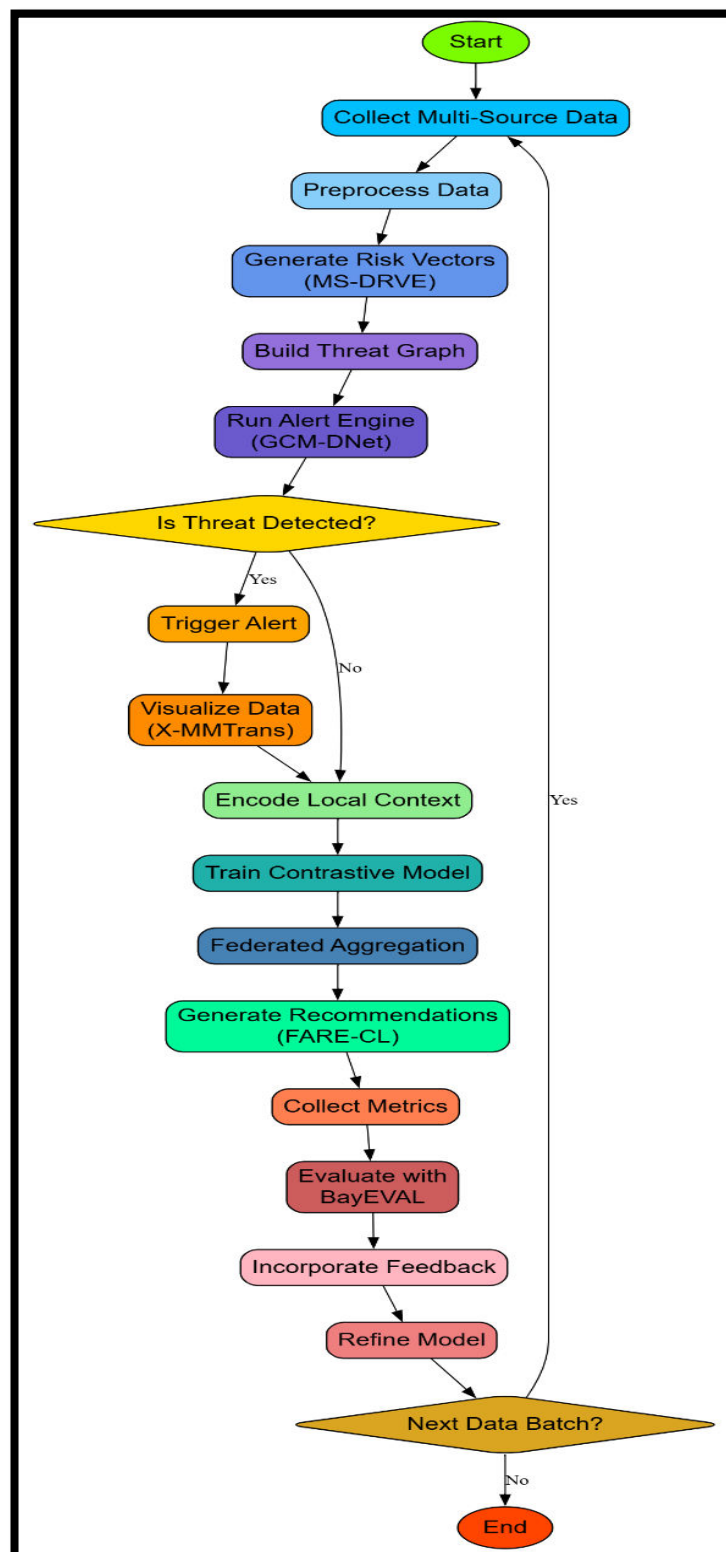 Start
Collect Multi-Source Data
Preprocess Data
Generate Risk Vectors
(MS-DRVE)
Build Threat Graph
Run Alert Engine
(GCM-DNet)
Is Threat Detected?
Yes
Trigger Alert
No
Visualize Data
(X-MMTrans)
Encode Local Context
Yes
Train Contrastive Model
Federated Aggregation
Generate Recommendations
(FARE-CL)
Collect Metrics
Evaluate with
BayEVAL
Incorporate Feedback
Refine Model
Next Data Batch?
No
End